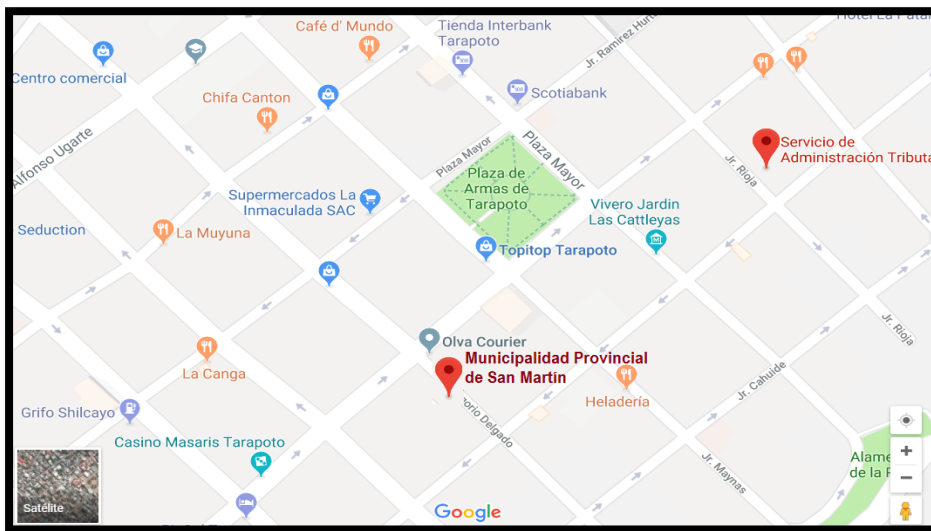 Café d' Mundo
Tienda Interbank
Tarapoto
Jr. Ramirez Hurt
Hotel La Patar
Centro comercial
Chifa Canton
Scotiabank
Alfonso Ugarte
Plaza Mayor
Plaza Mayor
Servicio de
Administración Tributa
Jr. Rioja
Plaza de
Armas de
Tarapoto
Supermercados La
Inmaculada SAC
Vivero Jardin
Las Cattleyas
Seduction
La Muyuna
Topitop Tarapoto
Jr. Rioja
Olva Courier
Municipalidad Provincial
de San Martín
La Canga
Jr. Cahuide
Heladería
Grifo Shilcayo
orio Delgado
Casino Masaris Tarapoto
Jr. Maynas
Alame
de la
Satélite
Google